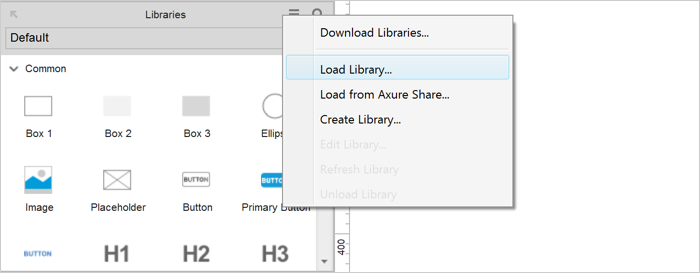 Libraries
Default
Download Libraries...
Common
Load Library...
Load from Axure Share...
Create Library...
Edit Library...
Refresh Library
Unload Library
Box 1
Box 2
Box 3
Ellips
BUTTON
BUTT
Image
Placeholder
Button
Primary Button
BUTTON
H1
H2
H3
400